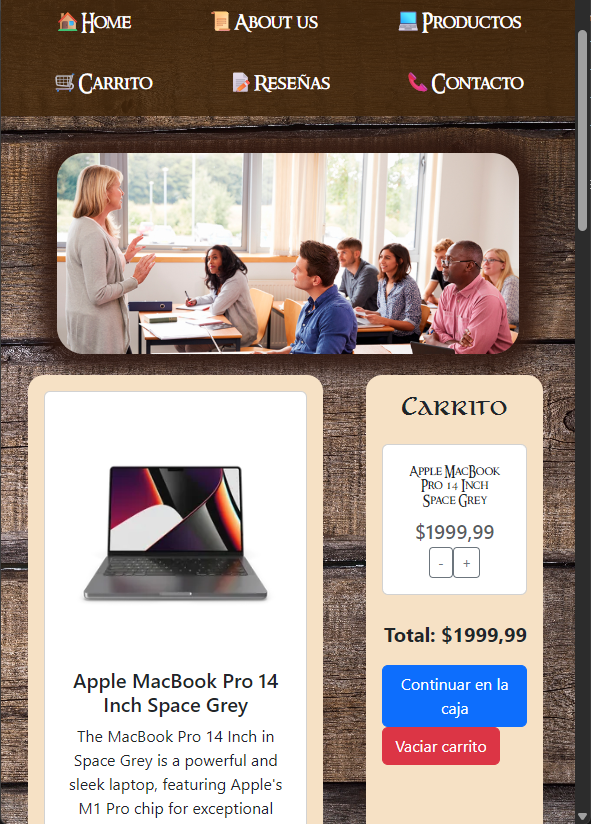 🏠 Home
📜 About us
💻 Productos
🛒 Carrito
📝 Reseñas
📞 Contacto
Apple MacBook Pro 14
Inch Space Grey
The MacBook Pro 14 Inch in
Space Grey is a powerful and
sleek laptop, featuring Apple's
M1 Pro chip for exceptional
Carrito
Apple MacBook
Pro 14 Inch
Space Grey
$1999,99
-
+
Total: $1999,99
Continuar en la
caja
Vaciar carrito